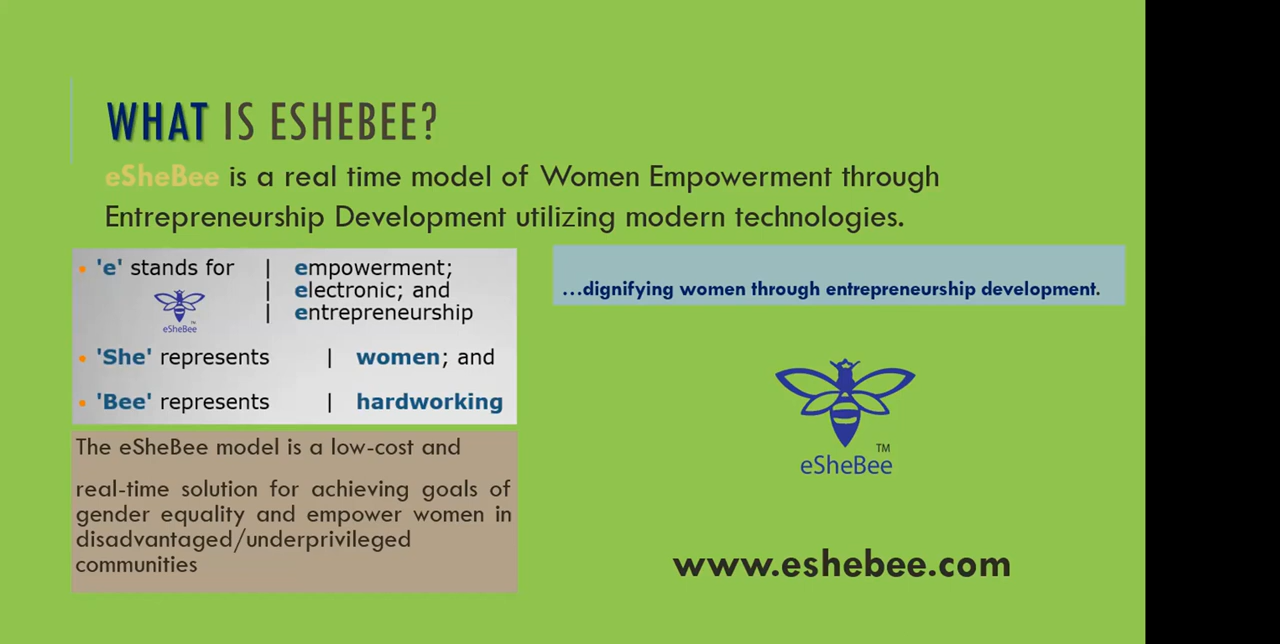 WHAT IS ESHEBEE?
eSheBee is a real time model of Women Empowerment through
Entrepreneurship Development utilizing modern technologies.
• 'e' stands for | empowerment;
| electronic; and
| entrepreneurship
TM
eSheBee
• 'She' represents | women; and
• 'Bee' represents | hardworking
The eSheBee model is a low-cost and
real-time solution for achieving goals of
gender equality and empower women in
disadvantaged/underprivileged
communities
...dignifying women through entrepreneurship development.
TM
eSheBee
www.eshebee.com